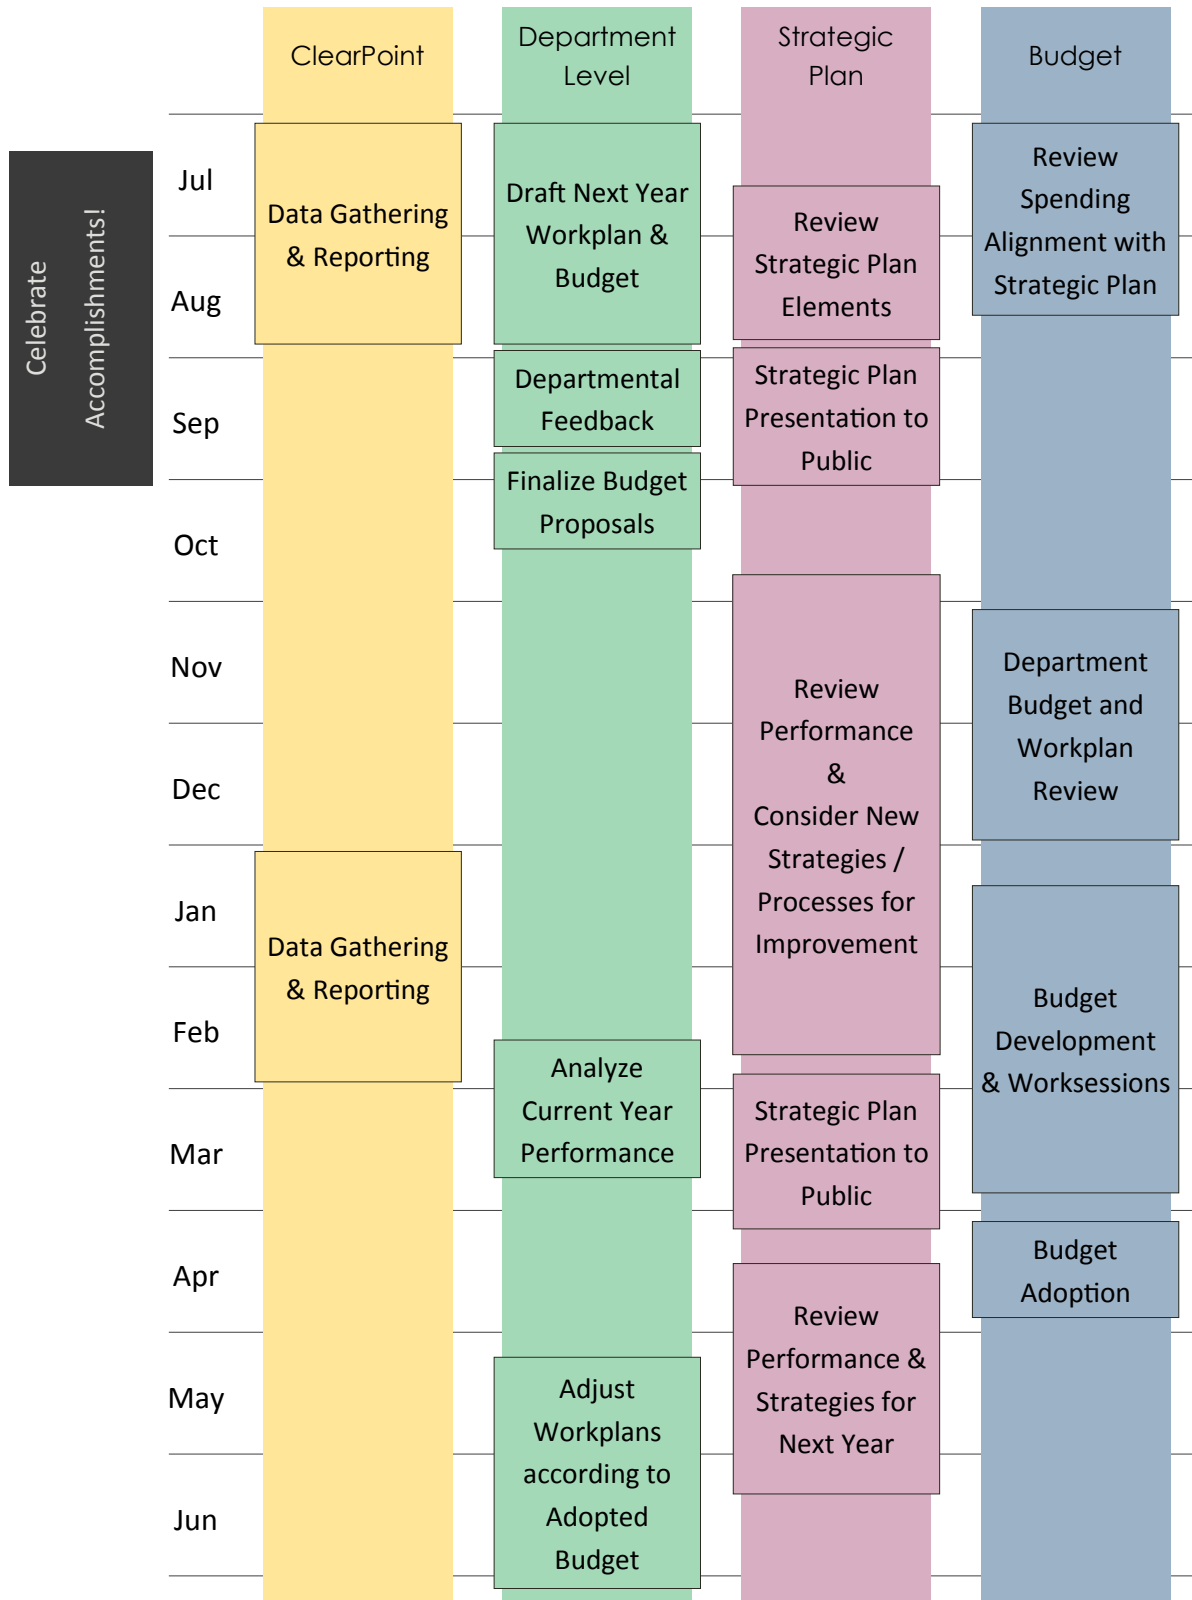 ClearPoint
Department
Level
Strategic
Plan
Budget
Celebrate
Accomplishments!
Jul
Aug
Sep
Oct
Nov
Dec
Jan
Feb
Mar
Apr
May
Jun
Data Gathering
& Reporting
Data Gathering
& Reporting
Draft Next Year
Workplan &
Budget
Departmental
Feedback
Finalize Budget
Proposals
Analyze
Current Year
Performance
Adjust
Workplans
according to
Adopted
Budget
Review
Strategic Plan
Elements
Strategic Plan
Presentation to
Public
Review
Performance
&
Consider New
Strategies /
Processes for
Improvement
Strategic Plan
Presentation to
Public
Review
Performance &
Strategies for
Next Year
Review
Spending
Alignment with
Strategic Plan
Department
Budget and
Workplan
Review
Budget
Development
& Worksessions
Budget
Adoption